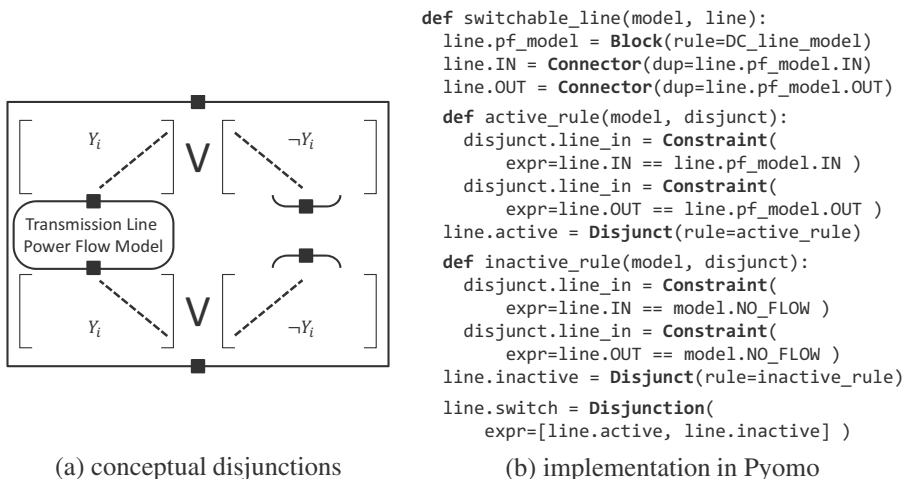 Y_i
V
¬Y_i
Transmission Line
Power Flow Model
Y_i
V
¬Y_i
(a) conceptual disjunctions
def switchable_line(model, line):
  line.pf_model = Block(rule=DC_line_model)
  line.IN = Connector(dup=line.pf_model.IN)
  line.OUT = Connector(dup=line.pf_model.OUT)
  def active_rule(model, disjunct):
    disjunct.line_in = Constraint(
        expr=line.IN == line.pf_model.IN )
    disjunct.line_in = Constraint(
        expr=line.OUT == line.pf_model.OUT )
  line.active = Disjunct(rule=active_rule)
  def inactive_rule(model, disjunct):
    disjunct.line_in = Constraint(
        expr=line.IN == model.NO_FLOW )
    disjunct.line_in = Constraint(
        expr=line.OUT == model.NO_FLOW )
  line.inactive = Disjunct(rule=inactive_rule)
  line.switch = Disjunction(
      expr=[line.active, line.inactive] )
(b) implementation in Pyomo